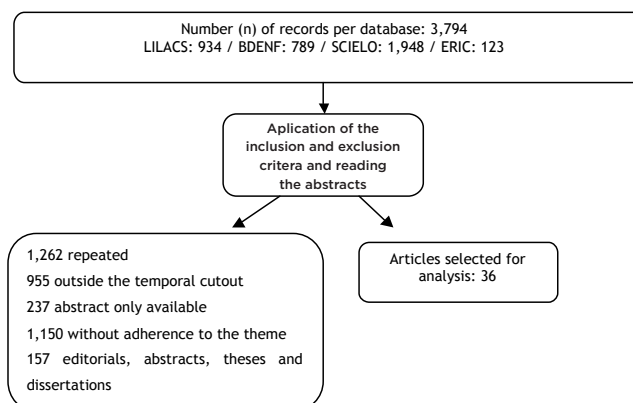 Number (n) of records per database: 3,794
LILACS: 934 / BDENF: 789 / SCIELO: 1,948 / ERIC: 123
Aplication of the
inclusion and exclusion
critera and reading
the abstracts
1,262 repeated
955 outside the temporal cutout
237 abstract only available
1,150 without adherence to the theme
157 editorials, abstracts, theses and
dissertations
Articles selected for
analysis: 36